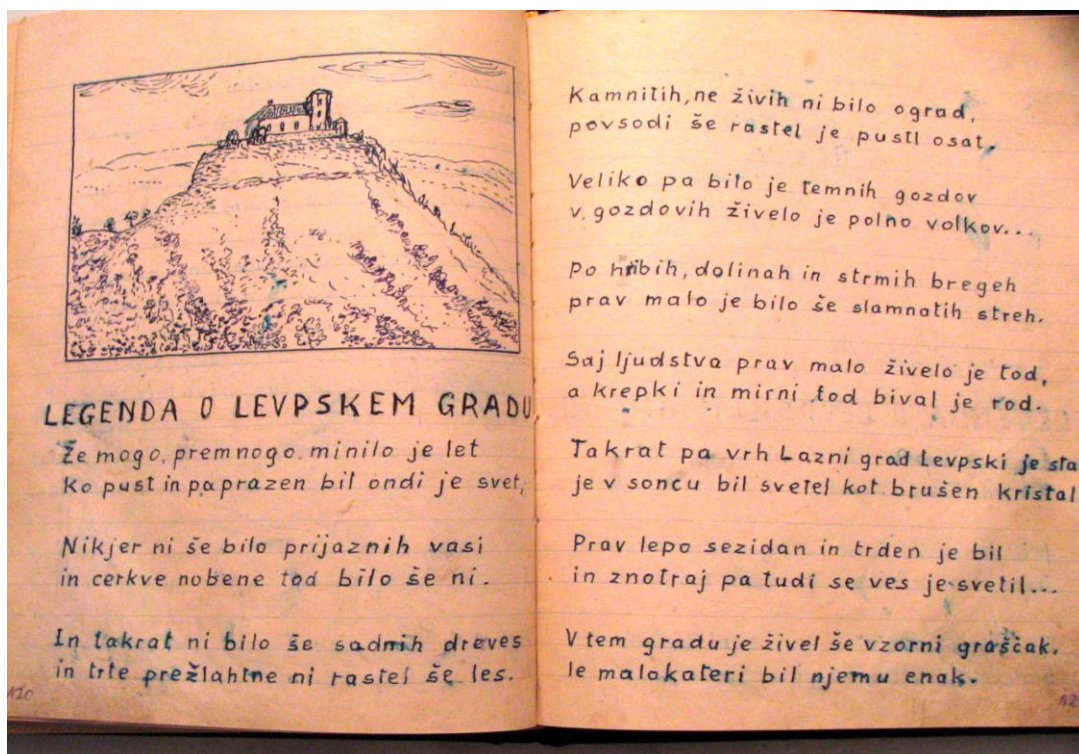 LEGENDA O LEVPSKEM GRADU
Že mogo, premnogo, minilo je let
ko pust in pa prazen bil ondi je svet,
Nikjer ni še bilo prijaznih vasi
in cerkve nobene tod bilo še ni.
In takrat ni bilo še sadnih dreves
in trte prežlahtne ni rastel še les.
120
Kamnitih, ne živih ni bilo ograd,
povsodi še rastel je pusti osat.
Veliko pa bilo je temnih gozdov
v gozdovih živelo je polno volkov...
Po hribih, dolinah in strmih bregeh
prav malo je bilo še slamnatih streh.
Saj ljudstva prav malo živelo je tod,
a krepki in mirni tod bival je rod.
Takrat pa vrh Lazni grad Levpski je sta
je v soncu bil svetel kot brušen kristal
Prav lepo sezidan in trden je bil
in znotraj pa tudi se ves je svetil...
V tem gradu je živel še vzorni graščak.
le malokateri bil njemu enak.
12